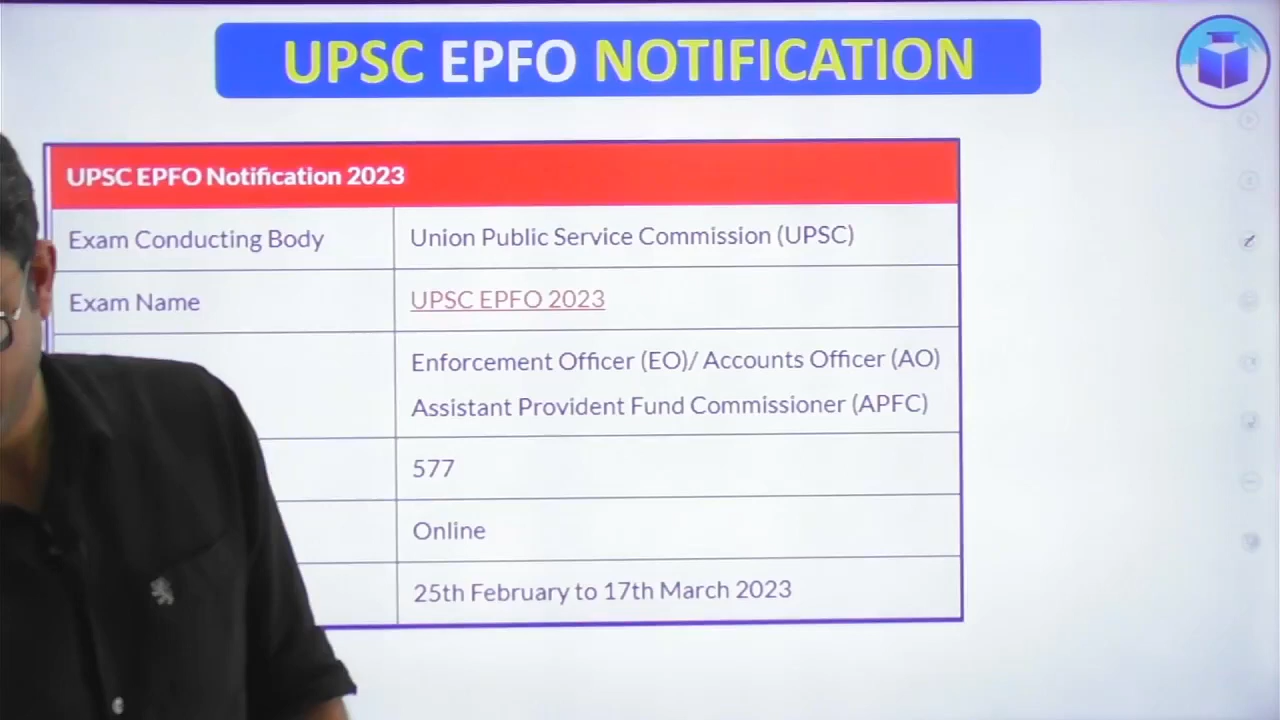 UPSC EPFO NOTIFICATION
UPSC EPFO Notification 2023
Exam Conducting Body
Union Public Service Commission (UPSC)
Exam Name
UPSC EPFO 2023
Enforcement Officer (EO)/ Accounts Officer (AO)
Assistant Provident Fund Commissioner (APFC)
577
Online
25th February to 17th March 2023